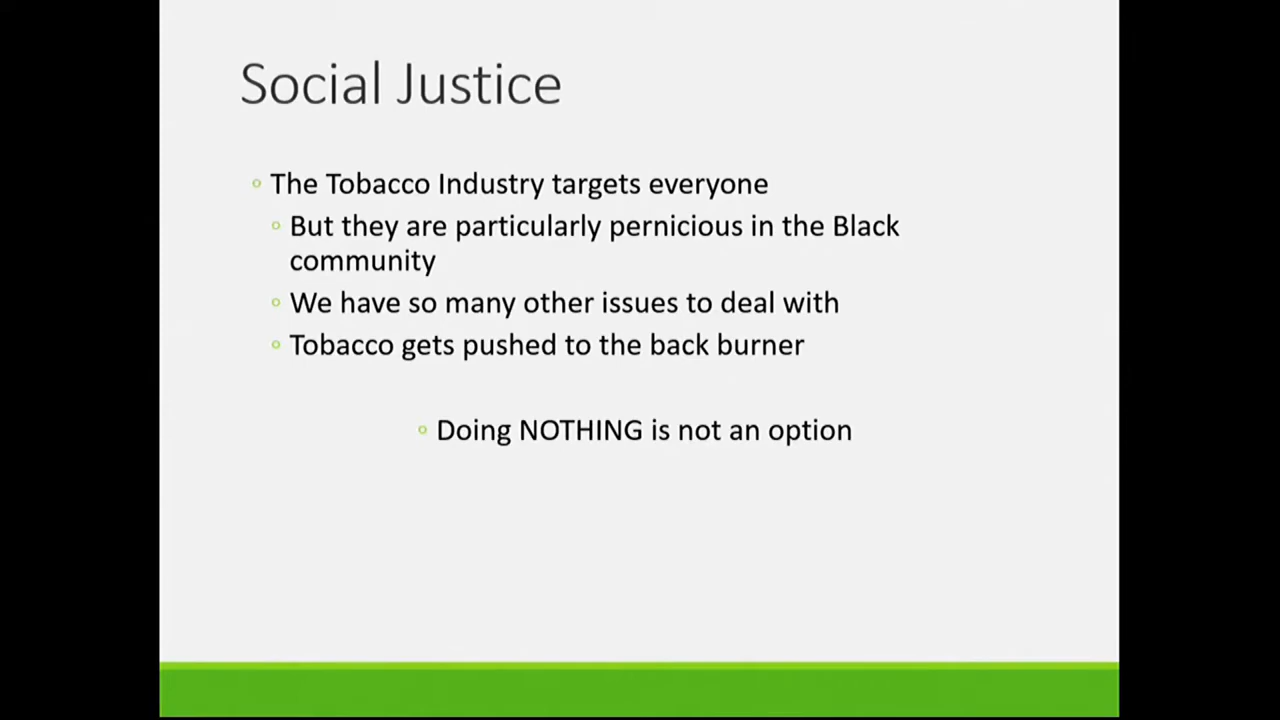 Social Justice
The Tobacco Industry targets everyone
But they are particularly pernicious in the Black
community
We have so many other issues to deal with
Tobacco gets pushed to the back burner
Doing NOTHING is not an option